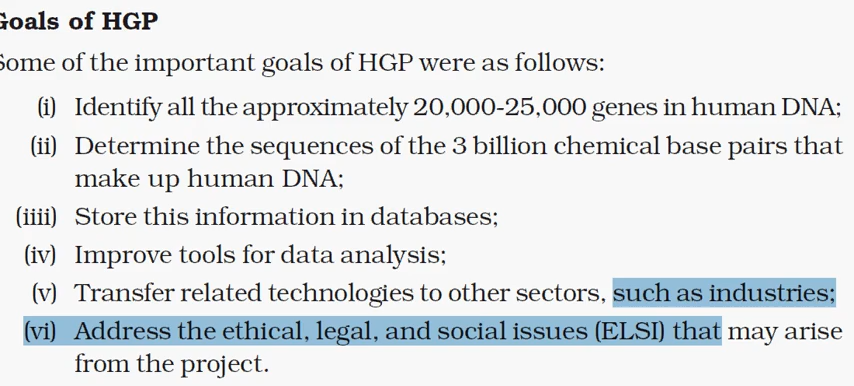 Goals of HGP
Some of the important goals of HGP were as follows:
(i) Identify all the approximately 20,000-25,000 genes in human DNA;
(ii) Determine the sequences of the 3 billion chemical base pairs that
make up human DNA;
(iiii) Store this information in databases;
(iv) Improve tools for data analysis;
(v) Transfer related technologies to other sectors, such as industries;
(vi) Address the ethical, legal, and social issues (ELSI) that may arise
from the project.